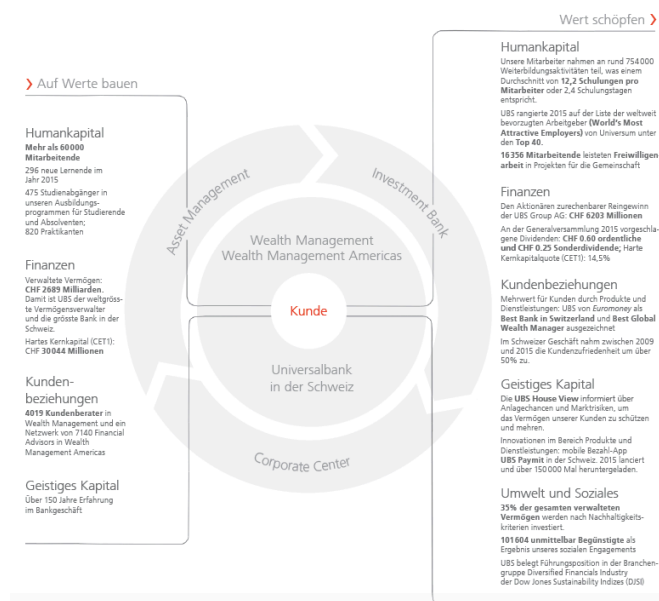 ❯ Auf Werte bauen
Humankapital
Mehr als 60000
Mitarbeitende
296 neue Lernende im
Jahr 2015
475 Studienabgänger in
unseren Ausbildungs-
programmen für Studierende
und Absolventen;
820 Praktikanten
Finanzen
Verwaltete Vermögen:
CHF 2689 Milliarden.
Damit ist UBS der weltgröss-
te Vermögensverwalter
und die grösste Bank in der
Schweiz.
Hartes Kernkapital (CET1):
CHF 30044 Millionen
Kunden-
beziehungen
4019 Kundenberater in
Wealth Management und ein
Netzwerk von 7140 Financial
Advisors in Wealth
Management Americas
Geistiges Kapital
Über 150 Jahre Erfahrung
im Bankgeschäft
Asset Management
Investment Bank
Wealth Management
Wealth Management Americas
Kunde
Universalbank
in der Schweiz
Corporate Center
Wert schöpfen ❯
Humankapital
Unsere Mitarbeiter nahmen an rund 754000
Weiterbildungsaktivitäten teil, was einem
Durchschnitt von 12,2 Schulungen pro
Mitarbeiter oder 2,4 Schulungstagen
entspricht.
UBS rangierte 2015 auf der Liste der weltweit
bevorzugten Arbeitgeber (World's Most
Attractive Employers) von Universum unter
den Top 40.
16356 Mitarbeitende leisteten Freiwilligen
arbeit in Projekten für die Gemeinschaft
Finanzen
Den Aktionären zurechenbarer Reingewinn
der UBS Group AG: CHF 6203 Millionen
An der Generalversammlung 2015 vorgeschla-
gene Dividenden: CHF 0.60 ordentliche
und CHF 0.25 Sonderdividende; Harte
Kernkapitalquote (CET1): 14,5%
Kundenbeziehungen
Mehrwert für Kunden durch Produkte und
Dienstleistungen: UBS von Euromoney als
Best Bank in Switzerland und Best Global
Wealth Manager ausgezeichnet
Im Schweizer Geschäft nahm zwischen 2009
und 2015 die Kundenzufriedenheit um über
50% zu.
Geistiges Kapital
Die UBS House View informiert über
Anlagechancen und Marktrisiken, um
das Vermögen unserer Kunden zu schützen
und mehren.
Innovationen im Bereich Produkte und
Dienstleistungen: mobile Bezahl-App
UBS Paymit in der Schweiz. 2015 lanciert
und über 150000 Mal heruntergeladen.
Umwelt und Soziales
35% der gesamten verwalteten
Vermögen werden nach Nachhaltigkeits-
kriterien investiert.
101604 unmittelbar Begünstigte als
Ergebnis unseres sozialen Engagements
UBS belegt Führungsposition in der Branchen-
gruppe Diversified Financials Industry
der Dow Jones Sustainability Indizes (DJSI)